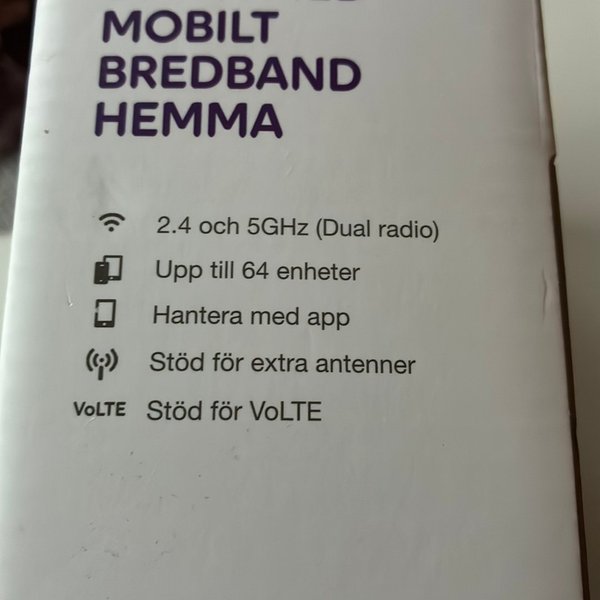 MOBILT
BREDBAND
HEMMA
2.4 och 5GHz (Dual radio)
Upp till 64 enheter
Hantera med app
Stöd för extra antenner
VoLTE Stöd för VoLTE